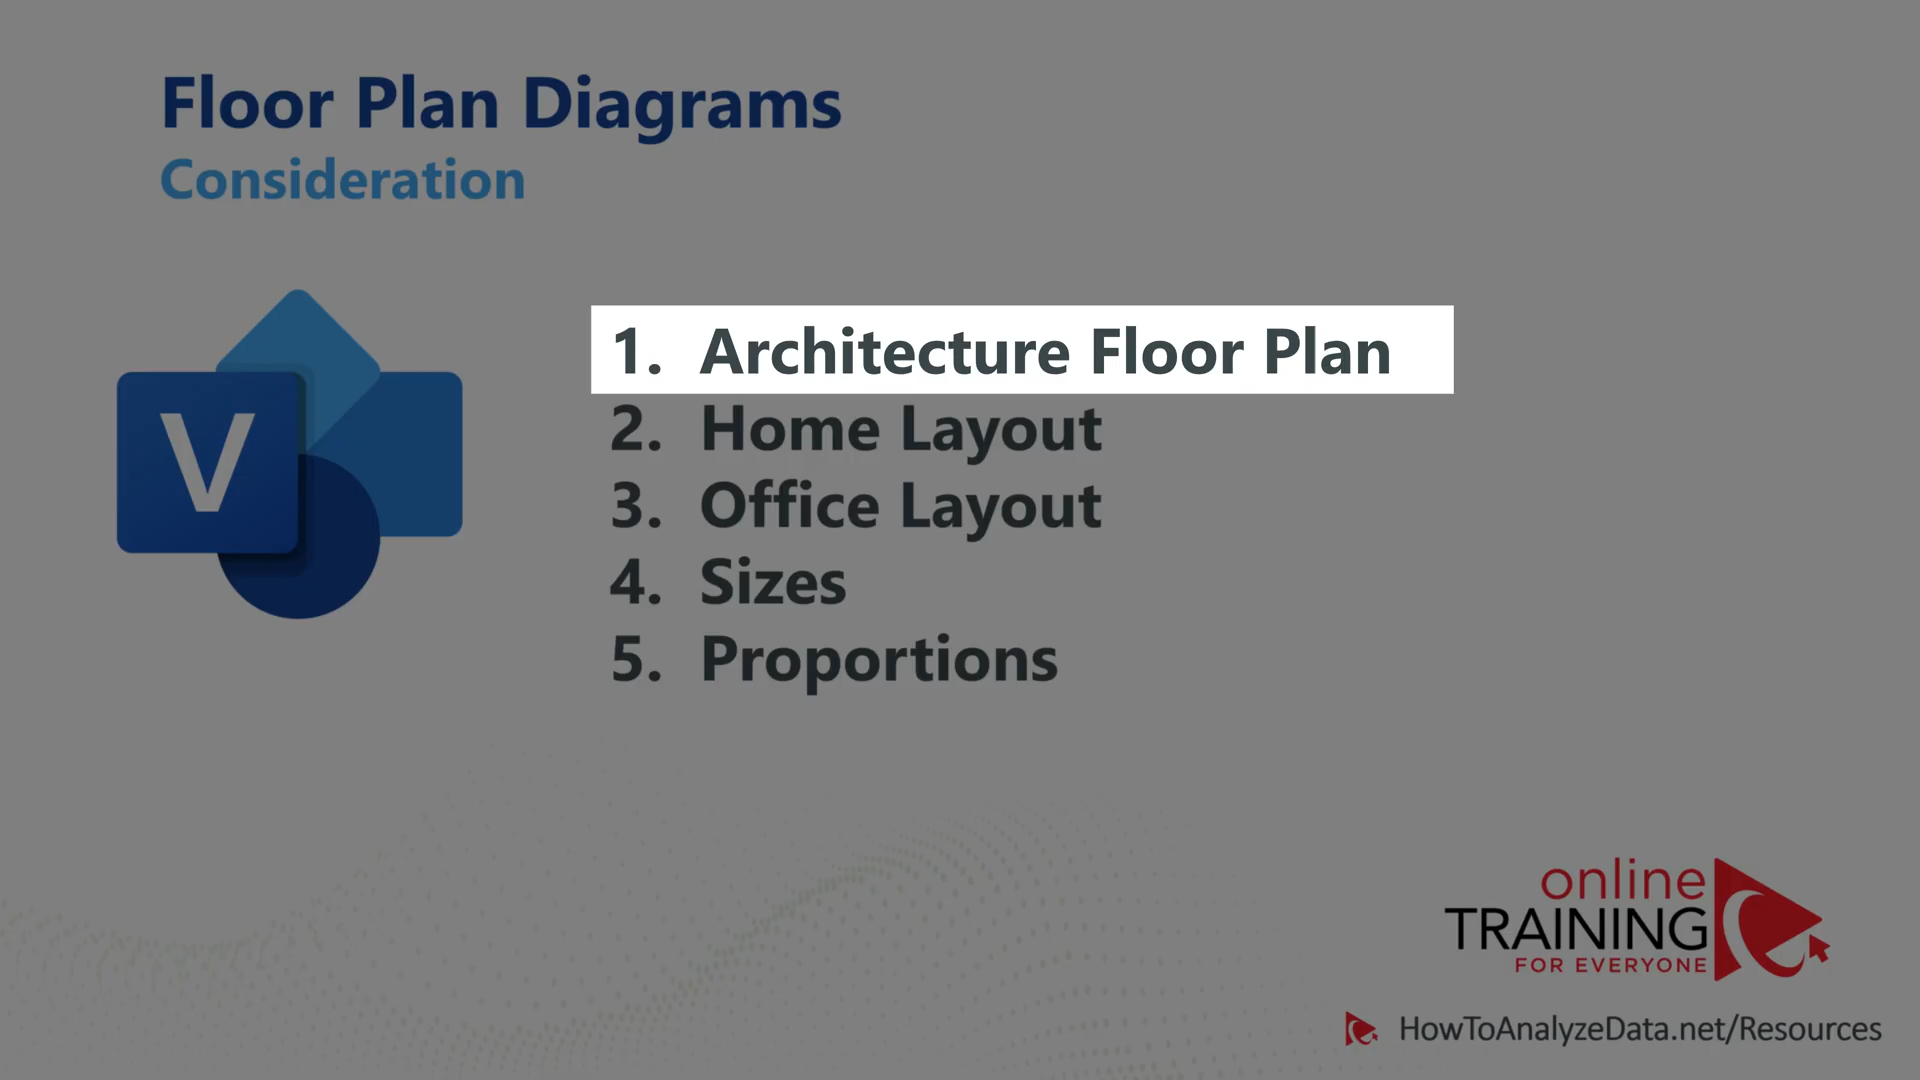 Floor Plan Diagrams
Consideration
V
1. Architecture Floor Plan
2. Home Layout
3. Office Layout
4. Sizes
5. Proportions
online
TRAINING
FOR EVERYONE
HowToAnalyzeData.net/Resources